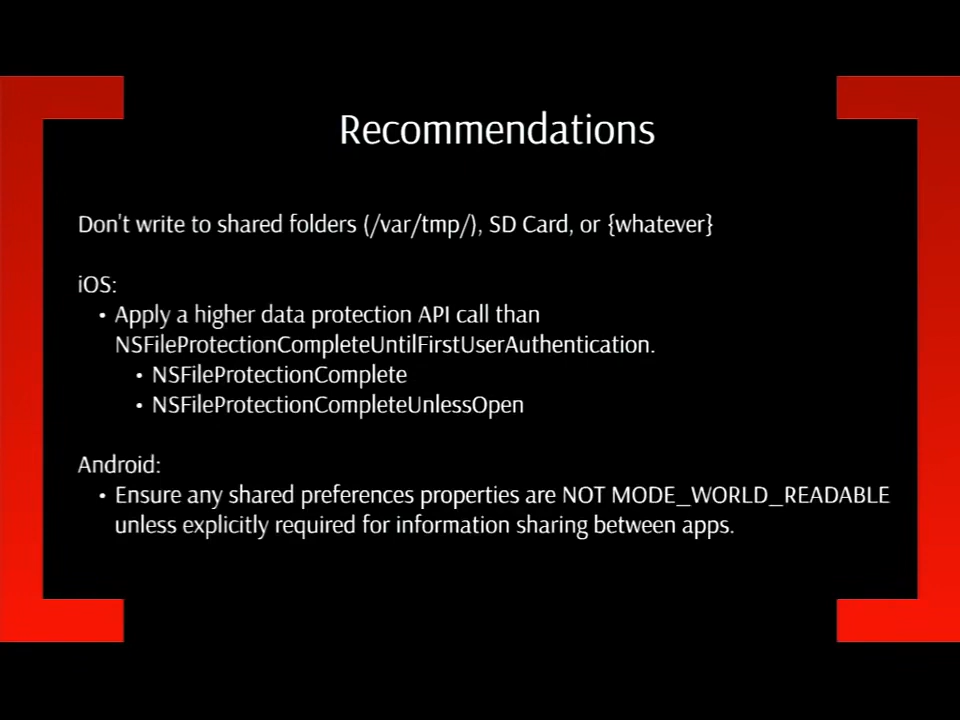 Recommendations
Don't write to shared folders (/var/tmp/), SD Card, or {whatever}
iOS:
• Apply a higher data protection API call than
NSFileProtectionCompleteUntilFirstUserAuthentication.
• NSFileProtectionComplete
• NSFileProtectionCompleteUnlessOpen
Android:
• Ensure any shared preferences properties are NOT MODE_WORLD_READABLE
unless explicitly required for information sharing between apps.